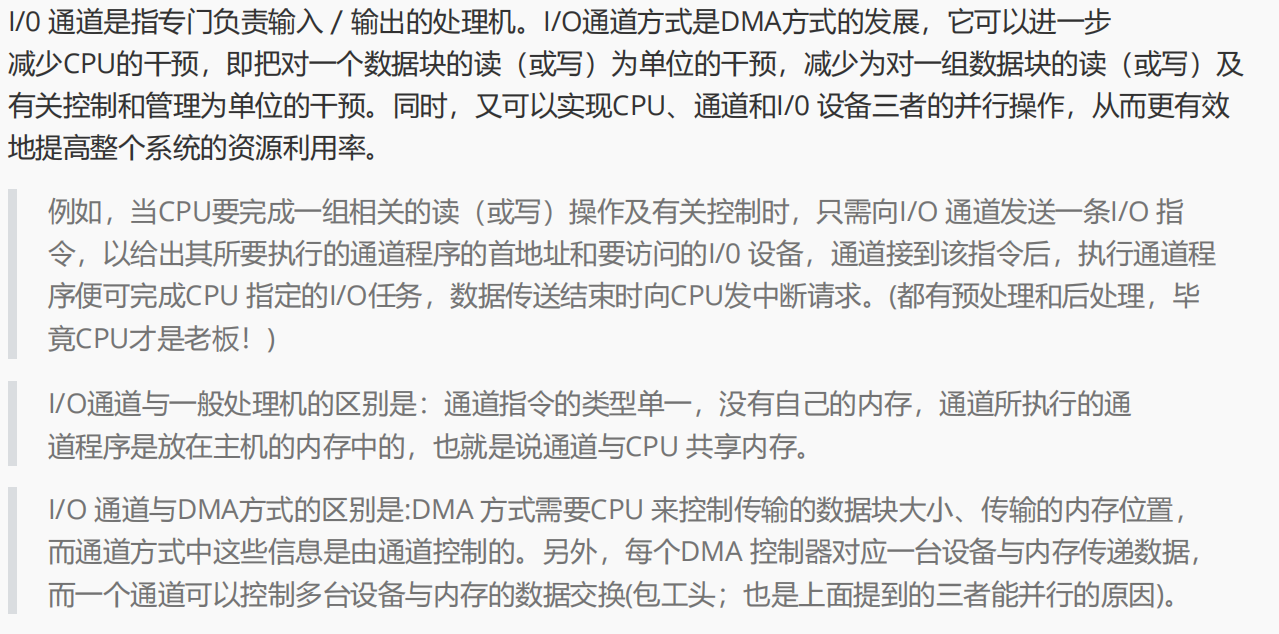 I/0 通道是指专门负责输入 / 输出的处理机。I/O通道方式是DMA方式的发展，它可以进一步
减少CPU的干预，即把对一个数据块的读（或写）为单位的干预，减少为对一组数据块的读（或写）及
有关控制和管理为单位的干预。同时，又可以实现CPU、通道和I/0 设备三者的并行操作，从而更有效
地提高整个系统的资源利用率。
例如，当CPU要完成一组相关的读（或写）操作及有关控制时，只需向I/O 通道发送一条I/O 指
令，以给出其所要执行的通道程序的首地址和要访问的I/0 设备，通道接到该指令后，执行通道程
序便可完成CPU 指定的I/O任务，数据传送结束时向CPU发中断请求。(都有预处理和后处理，毕
竟CPU才是老板！)
I/O通道与一般处理机的区别是：通道指令的类型单一，没有自己的内存，通道所执行的通
道程序是放在主机的内存中的，也就是说通道与CPU 共享内存。
I/O 通道与DMA方式的区别是:DMA 方式需要CPU 来控制传输的数据块大小、传输的内存位置，
而通道方式中这些信息是由通道控制的。另外，每个DMA 控制器对应一台设备与内存传递数据，
而一个通道可以控制多台设备与内存的数据交换(包工头；也是上面提到的三者能并行的原因)。